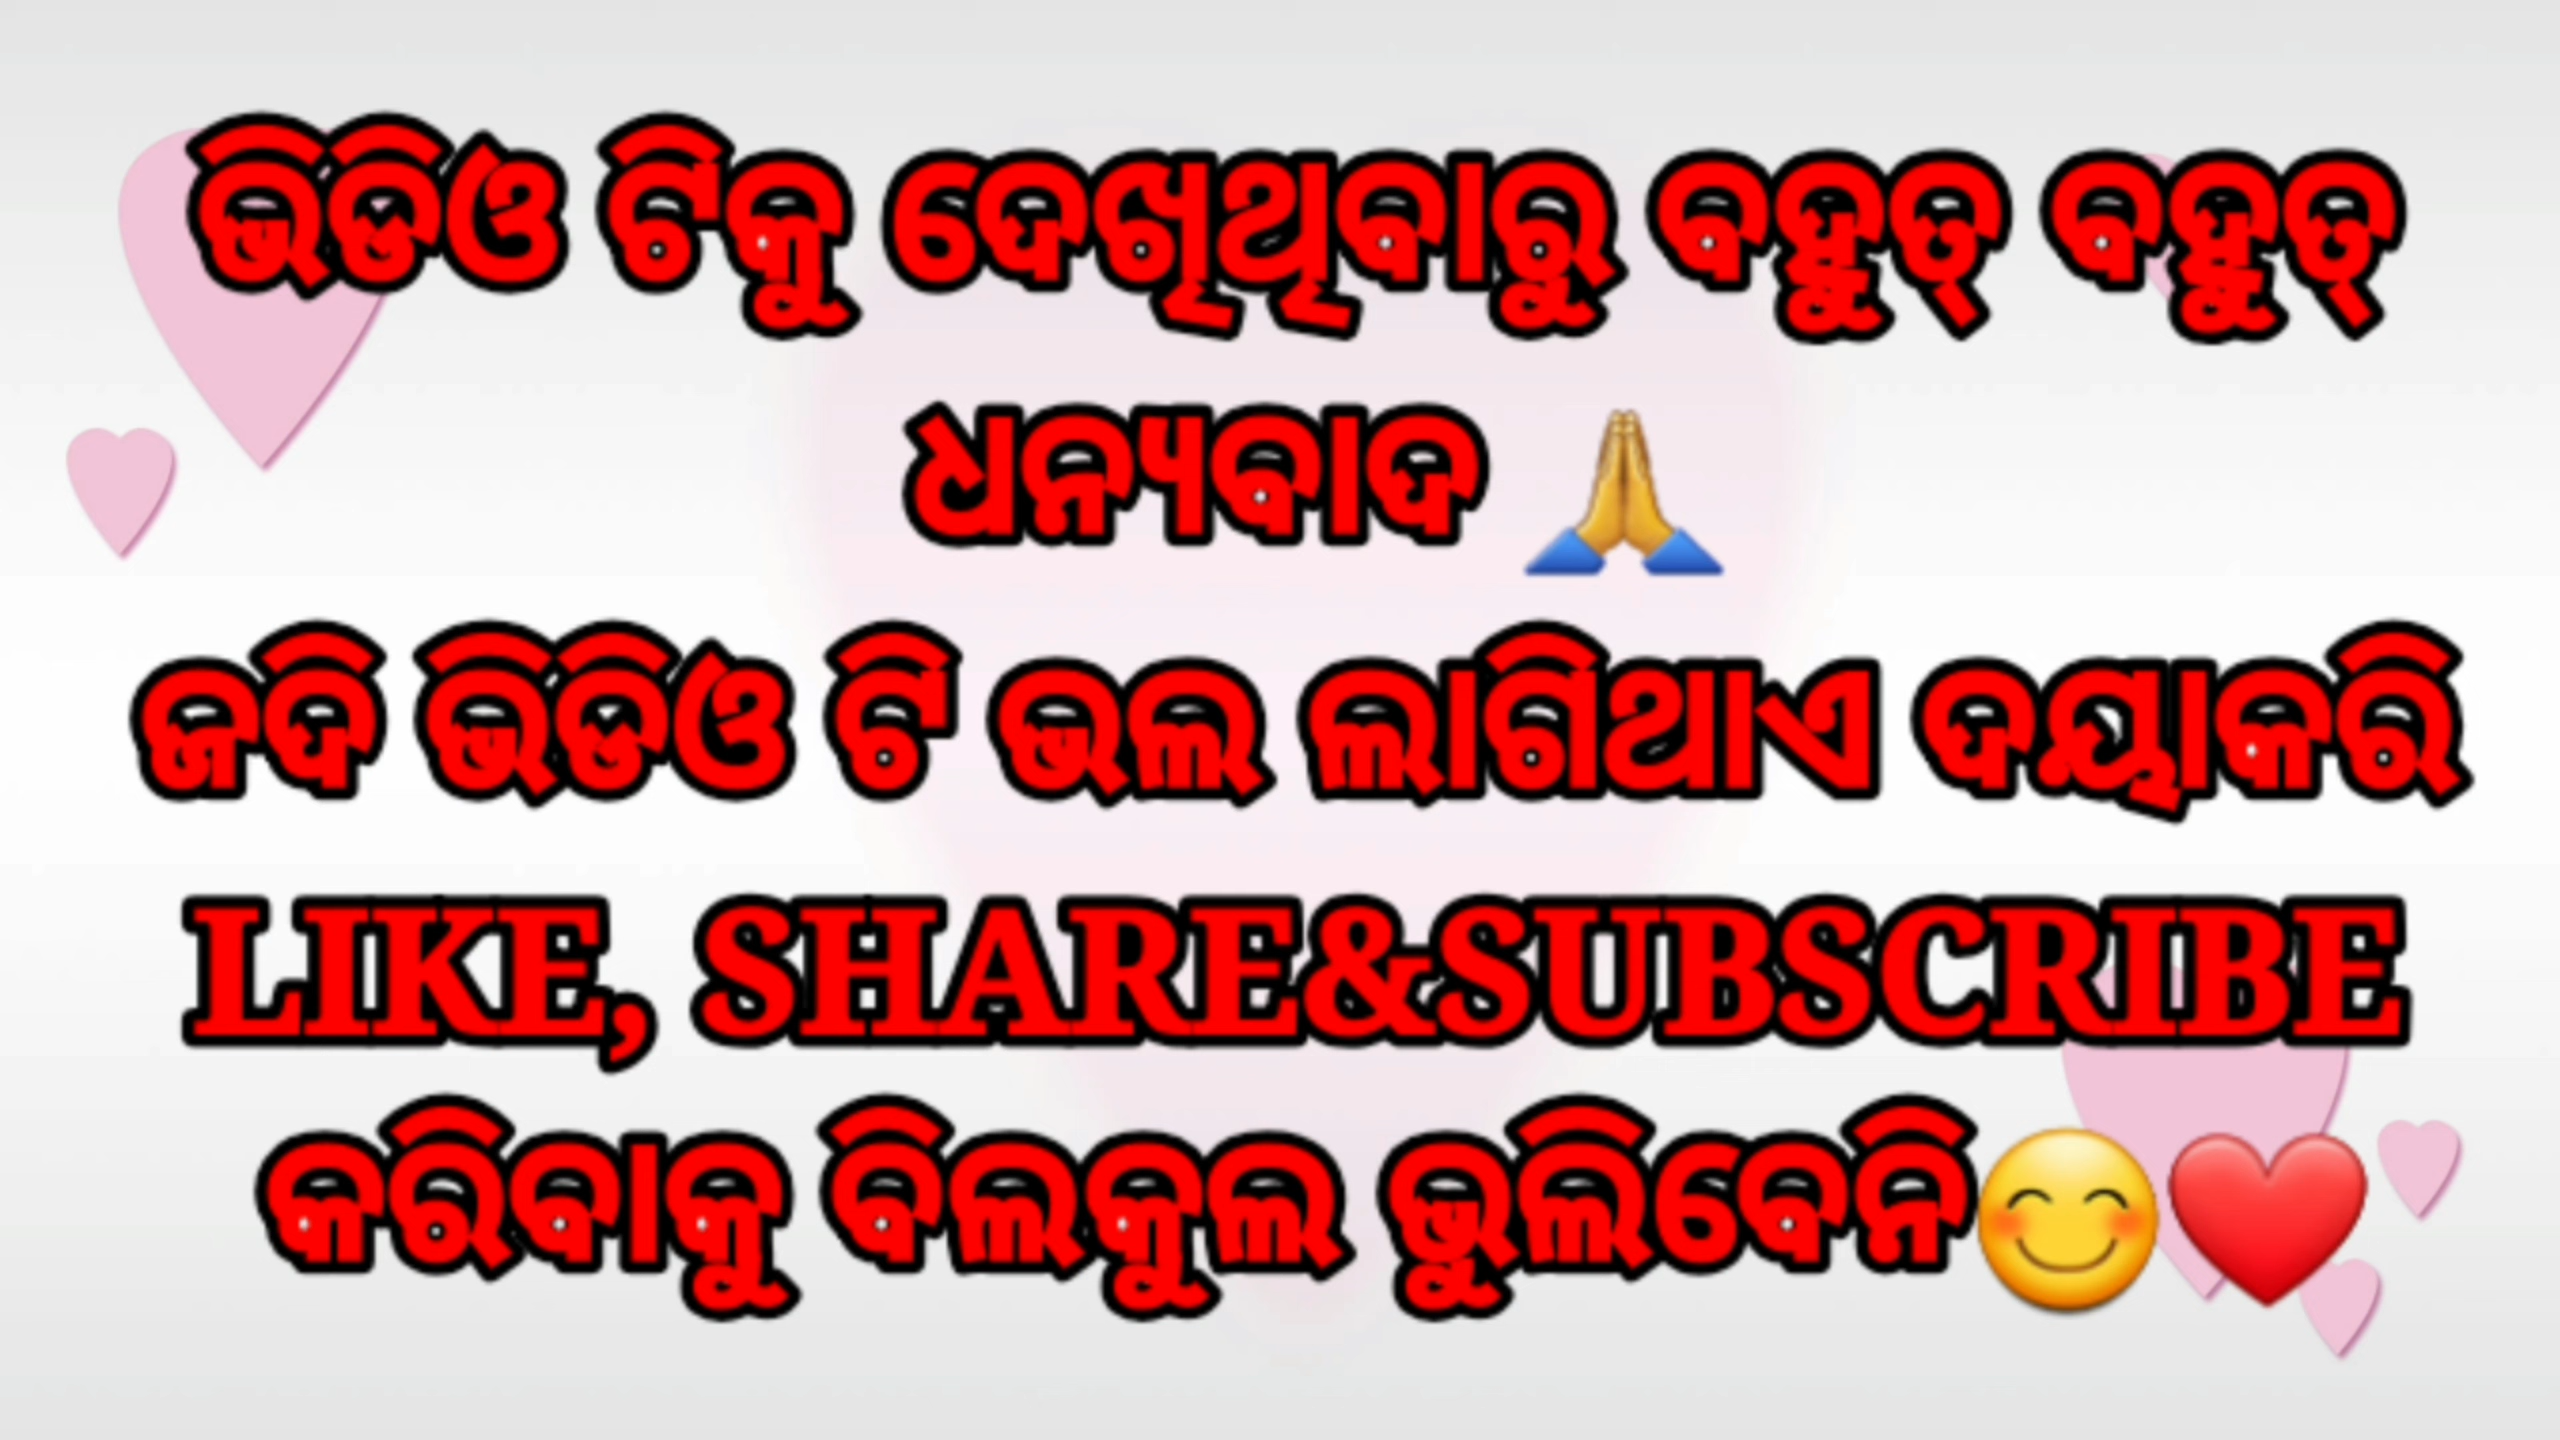 ଭିଡିଓ ଟିକୁ ଦେଖିଥିବାରୁ ବହୁତ୍ ବହୁତ୍
ଧନ୍ୟବାଦ 🙏
ଜଦି ଭିଡିଓ ଟି ଭଲ ଲାଗିଥାଏ ଦୟାକରି
LIKE, SHARE&SUBSCRIBE
କରିବାକୁ ବିଲକୁଲ ଭୁଲିବେନି😊❤️